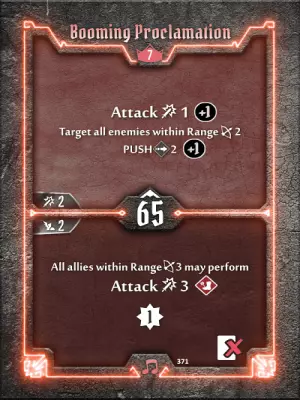 Booming Proclamation
7
Attack 1 +1
Target all enemies within Range 2
PUSH 2 +1
2
65
2
All allies within Range 3 may perform
Attack 3
1
371